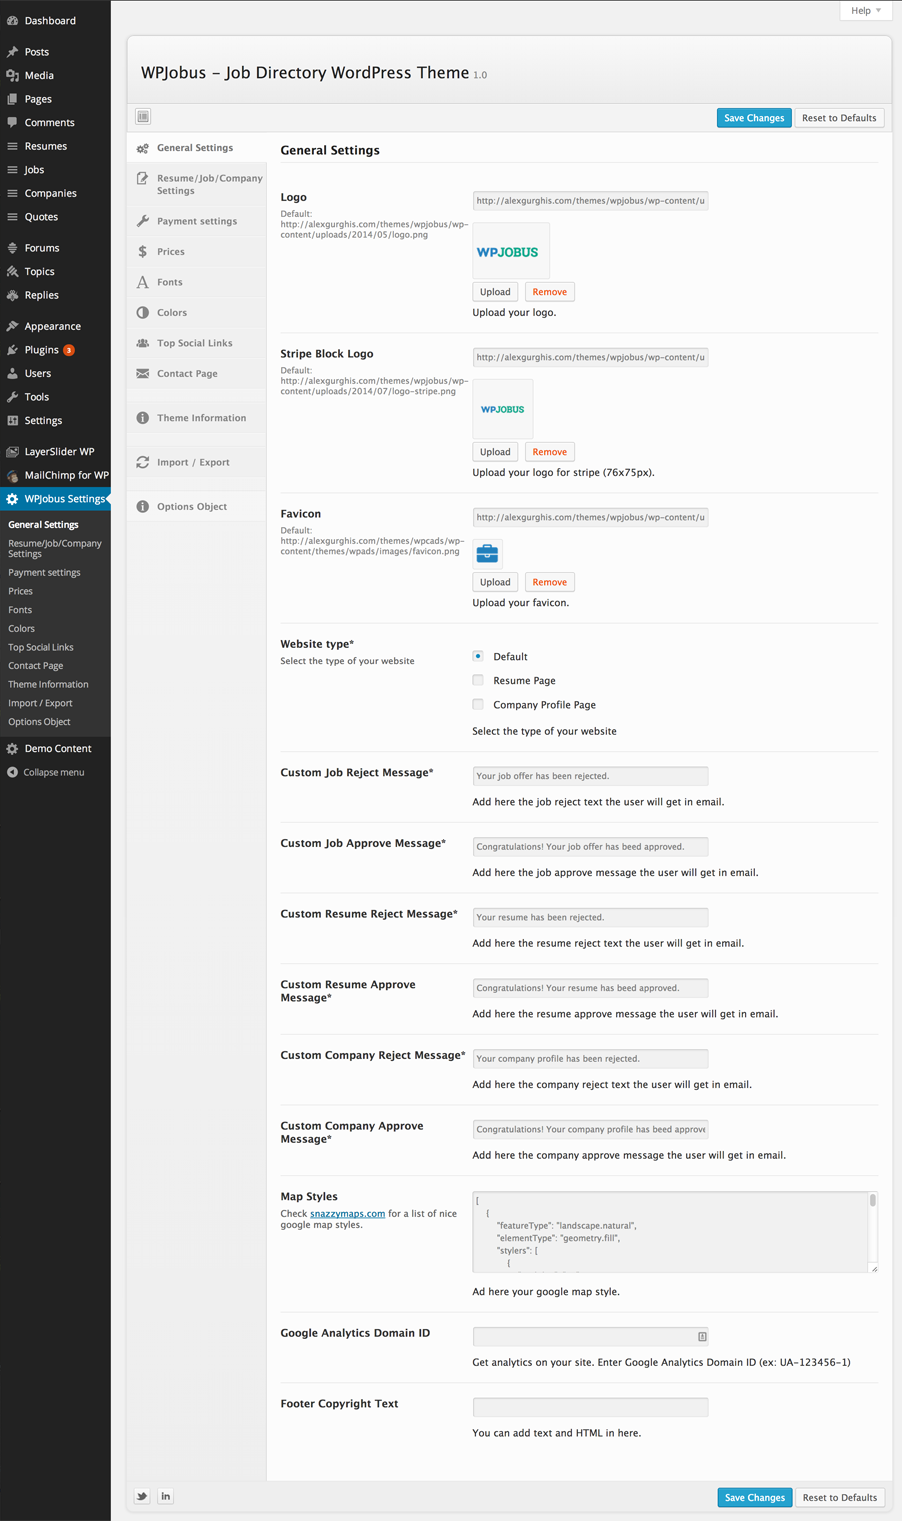 Dashboard
Posts
Media
Pages
Comments
Resumes
Jobs
Companies
Quotes
Forums
Topics
Replies
Appearance
Plugins 3
Users
Tools
Settings
LayerSlider WP
MailChimp for WP
WPJobus Settings
General Settings
Resume/Job/Company
Settings
Payment settings
Prices
Fonts
Colors
Top Social Links
Contact Page
Theme Information
Import / Export
Options Object
Demo Content
Collapse menu
Help
WPJobus – Job Directory WordPress Theme 1.0
Save Changes
Reset to Defaults
General Settings
Resume/Job/Company
Settings
Payment settings
Prices
Fonts
Colors
Top Social Links
Contact Page
Theme Information
Import / Export
Options Object
General Settings
Logo
Default:
http://alexgurghis.com/themes/wpjobus/wp-
content/uploads/2014/05/logo.png
http://alexgurghis.com/themes/wpjobus/wp-content/u
WPJOBUS
Upload
Remove
Upload your logo.
Stripe Block Logo
Default:
http://alexgurghis.com/themes/wpjobus/wp-
content/uploads/2014/07/logo-stripe.png
http://alexgurghis.com/themes/wpjobus/wp-content/u
WPJOBUS
Upload
Remove
Upload your logo for stripe (76x75px).
Favicon
Default:
http://alexgurghis.com/themes/wpcads/wp-
content/themes/wpads/images/favicon.png
http://alexgurghis.com/themes/wpjobus/wp-content/u
Upload
Remove
Upload your favicon.
Website type*
Select the type of your website
Default
Resume Page
Company Profile Page
Select the type of your website
Custom Job Reject Message*
Your job offer has been rejected.
Add here the job reject text the user will get in email.
Custom Job Approve Message*
Congratulations! Your job offer has beed approved.
Add here the job approve message the user will get in email.
Custom Resume Reject Message*
Your resume has been rejected.
Add here the resume reject text the user will get in email.
Custom Resume Approve
Message*
Congratulations! Your resume has beed approved.
Add here the resume approve message the user will get in email.
Custom Company Reject Message*
Your company profile has been rejected.
Add here the company reject text the user will get in email.
Custom Company Approve
Message*
Congratulations! Your company profile has beed approve
Add here the company approve message the user will get in email.
Map Styles
Check snazzymaps.com for a list of nice
google map styles.
[
{
"featureType": "landscape.natural",
"elementType": "geometry.fill",
"stylers": [
{
Ad here your google map style.
Google Analytics Domain ID
Get analytics on your site. Enter Google Analytics Domain ID (ex: UA-123456-1)
Footer Copyright Text
You can add text and HTML in here.
in
Save Changes
Reset to Defaults